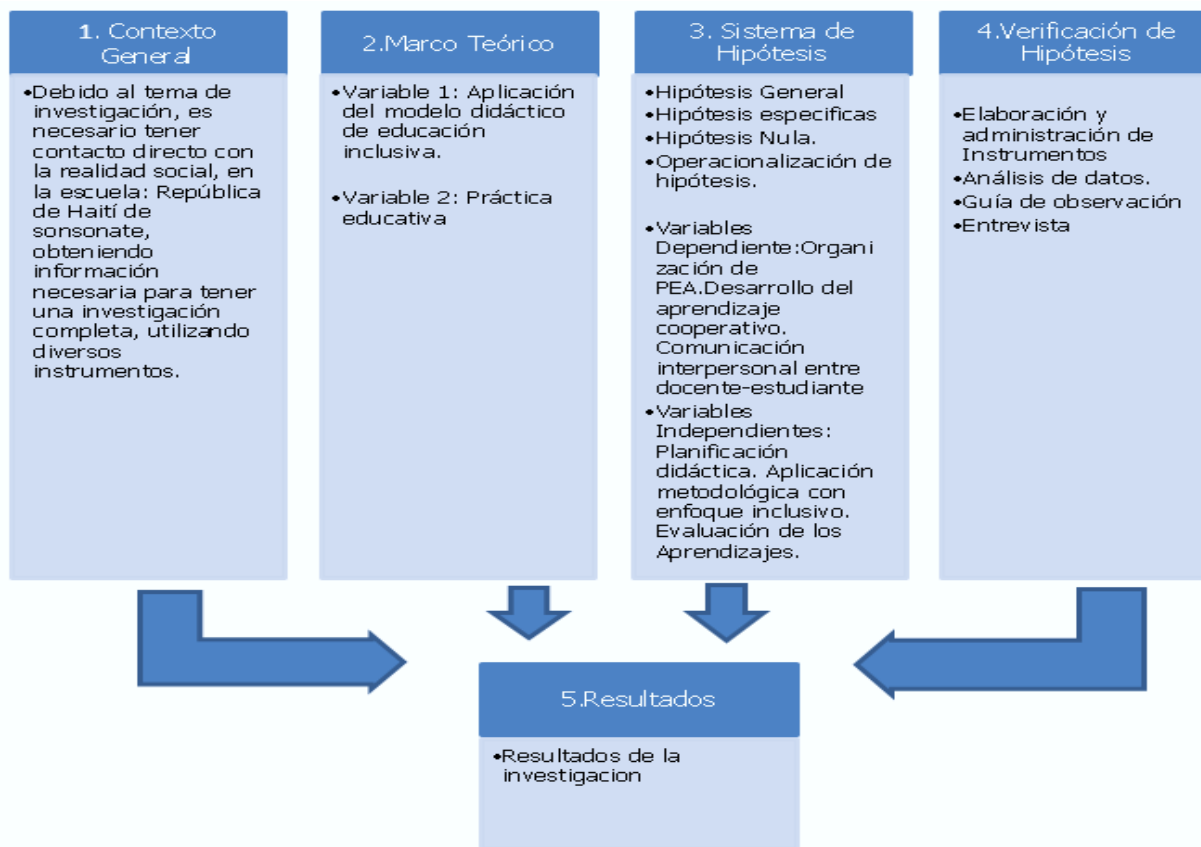 1. Contexto
General
•Debido al tema de
investigación, es
necesario tener
contacto directo con
la realidad social, en
la escuela: República
de Haití de
sonsonate,
obteniendo
información
necesaria para tener
una investigación
completa, utilizando
diversos
instrumentos.
2.Marco Teórico
•Variable 1: Aplicación
del modelo didáctico
de educación
inclusiva.
•Variable 2: Práctica
educativa
3. Sistema de
Hipótesis
•Hipótesis General
•Hipótesis especificas
•Hipótesis Nula.
•Operacionalización de
hipótesis.
•Variables
Dependiente:Organi
zación de
PEA.Desarrollo del
aprendizaje
cooperativo.
Comunicación
interpersonal entre
docente-estudiante
•Variables
Independientes:
Planificación
didáctica. Aplicación
metodológica con
enfoque inclusivo.
Evaluación de los
Aprendizajes.
4.Verificación de
Hipótesis
•Elaboración y
administración de
Instrumentos
•Análisis de datos.
•Guía de observación
•Entrevista
5.Resultados
•Resultados de la
investigacion